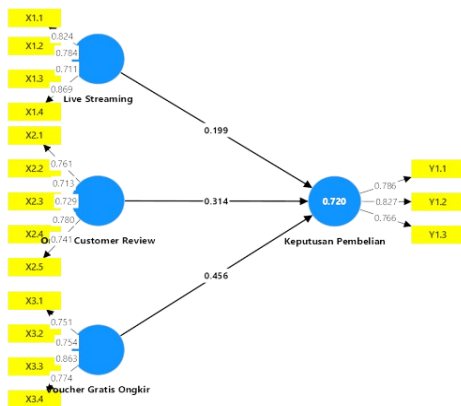 X1.1
0.824
X1.2
0.784
X1.3
0.711
0.869
Live Streaming
X1.4
X2.1
0.761
X2.2
0.713
X2.3
0.729
0.780
X2.4
Customer Review
0.741
X2.5
X3.1
0.751
X3.2
0.754
X3.3
0.863
0.774
Voucher Gratis Ongkir
X3.4
0.199
0.314
0.456
0.720
Keputusan Pembelian
0.786
Y1.1
0.827
Y1.2
0.766
Y1.3